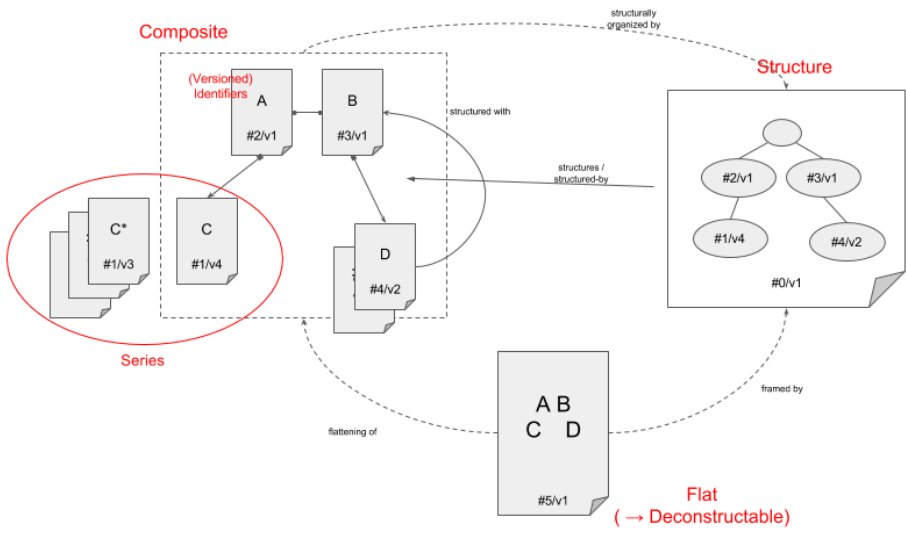 structurally
organized by
Composite
Structure
(Versioned)
Identifiers
A
B
#2/v1
#3/v1
structured with
structures /
structured-by
#2/v1
#3/v1
#1/v4
#4/v2
#0/v1
C*
#1/v3
C
#1/v4
D
#4/v2
Series
framed by
flattening of
A B
C D
#5/v1
Flat
( → Deconstructable)